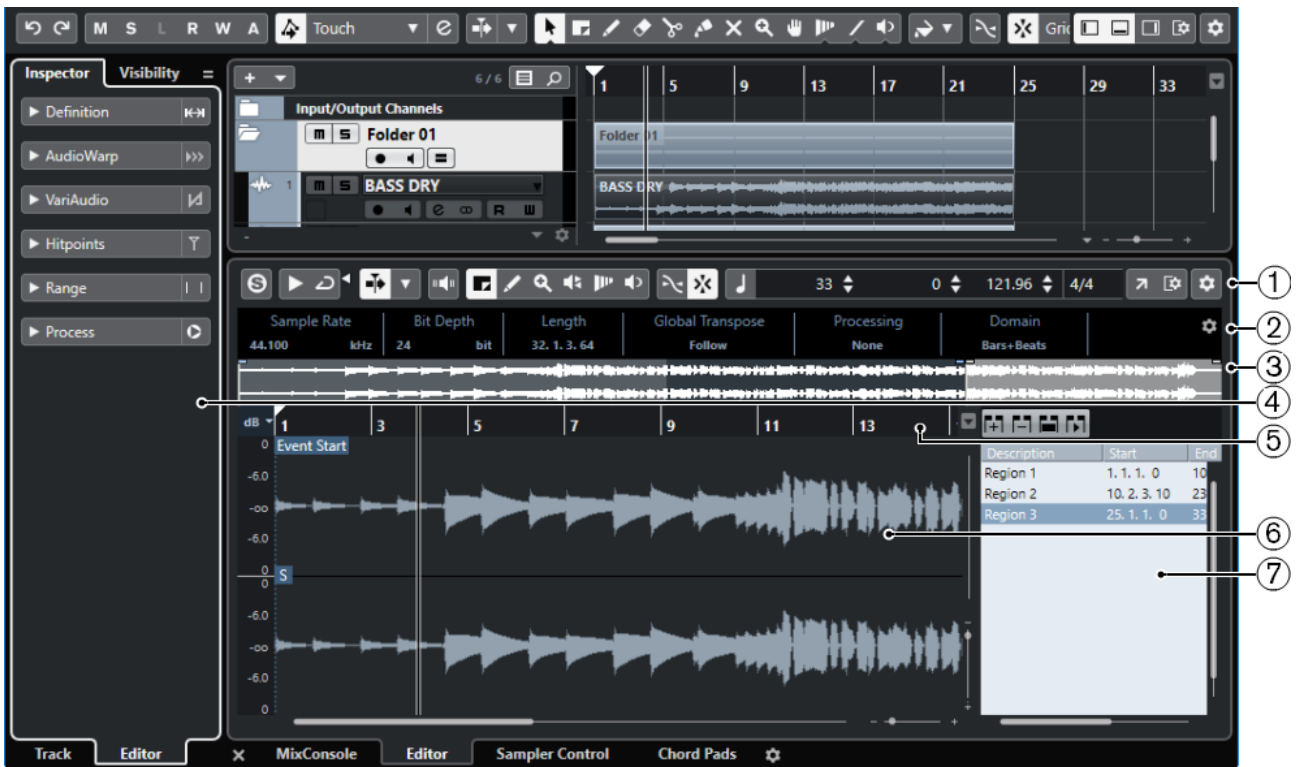 M S L R W A Touch Grid
Inspector Visibility
Definition
AudioWarp
VariAudio
Hitpoints
Range
Process
6 / 6
Input/Output Channels
m S Folder 01
1 m S BASS DRY
R
1 5 9 13 17 21 25 29 33
Folder 01
BASS DRY
S 33 0 121.96 4/4
1
Sample Rate Bit Depth Length Global Transpose Processing Domain
44.100 kHz 24 bit 32. 1. 3. 64 Follow None Bars+Beats
2
3
4
dB 1 3 5 7 9 11 13
5
Description Start End
Region 1 1. 1. 1. 0 10
Region 2 10. 2. 3. 10 23
Region 3 25. 1. 1. 0 33
0 Event Start
-6.0
-oo
-6.0
0
6
S
0
7
-6.0
-oo
-6.0
0
Track Editor MixConsole Editor Sampler Control Chord Pads